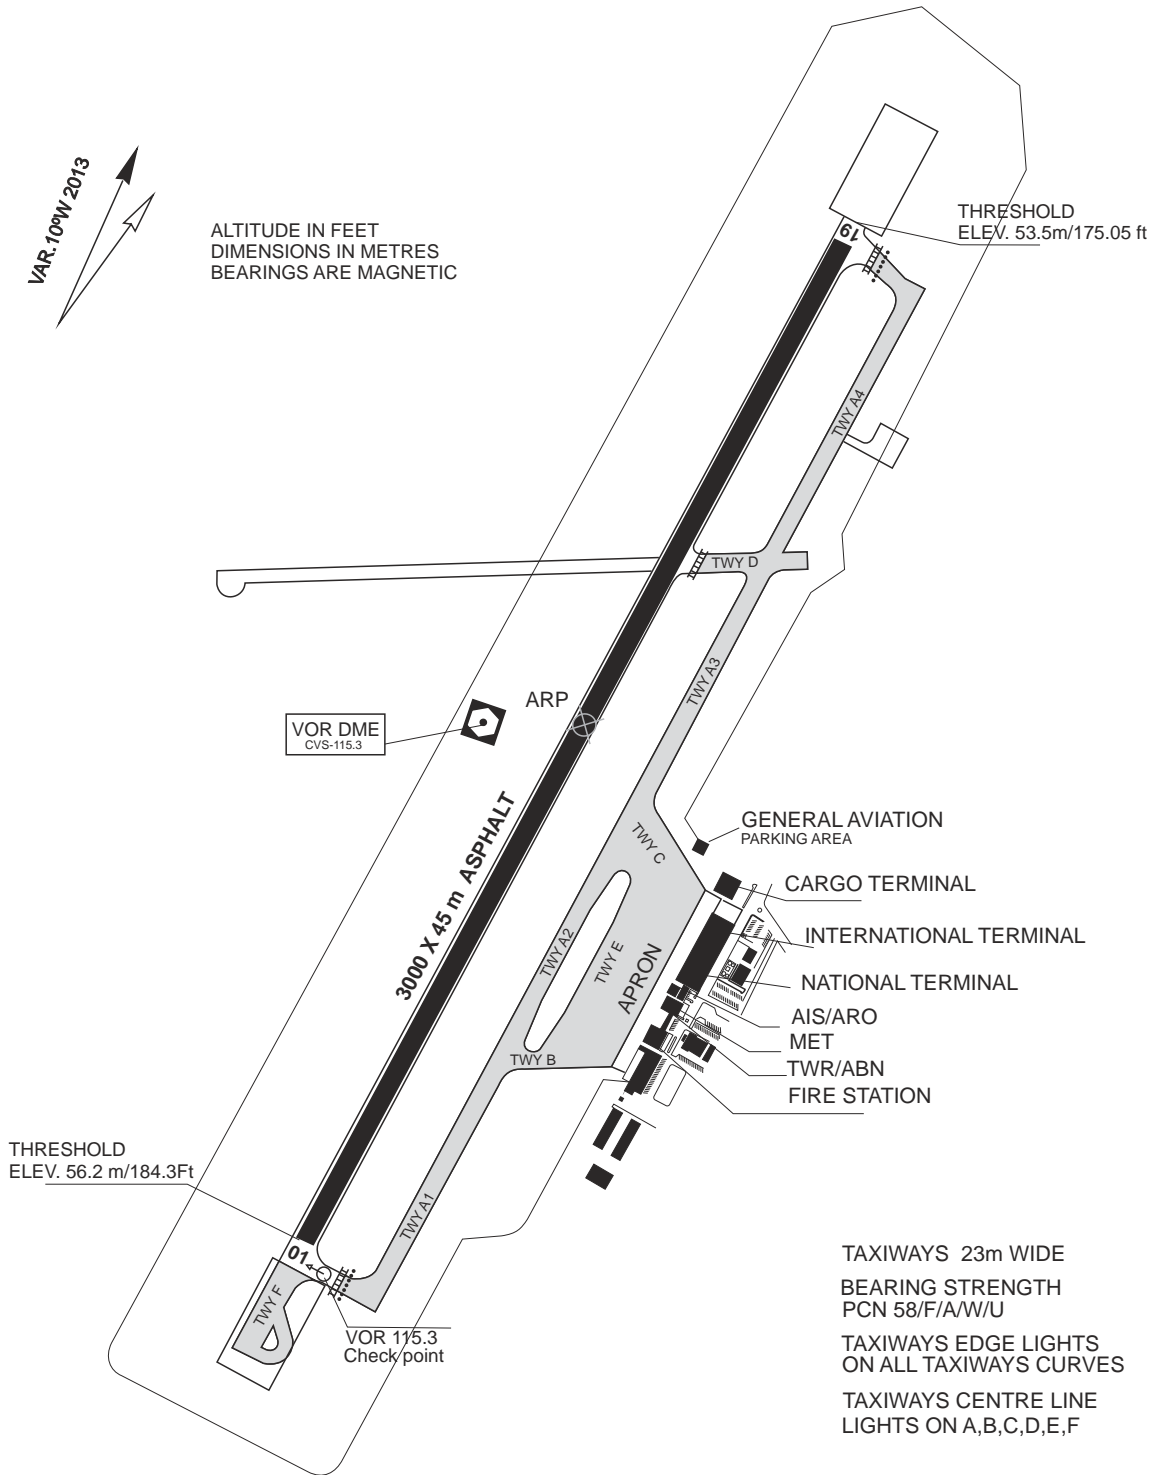 VAR.10ºW 2013
ALTITUDE IN FEET
DIMENSIONS IN METRES
BEARINGS ARE MAGNETIC
THRESHOLD
ELEV. 53.5m/175.05 ft
19
TWY A4
TWY D
TWY A3
ARP
VOR DME
CVS-115.3
3000 X 45 m ASPHALT
GENERAL AVIATION
PARKING AREA
TWY C
CARGO TERMINAL
INTERNATIONAL TERMINAL
TWY A2
TWY E
APRON
NATIONAL TERMINAL
AIS/ARO
MET
TWY B
TWR/ABN
FIRE STATION
THRESHOLD
ELEV. 56.2 m/184.3Ft
TWY A1
01
TWY F
VOR 115.3
Check point
TAXIWAYS 23m WIDE
BEARING STRENGTH
PCN 58/F/A/W/U
TAXIWAYS EDGE LIGHTS
ON ALL TAXIWAYS CURVES
TAXIWAYS CENTRE LINE
LIGHTS ON A,B,C,D,E,F